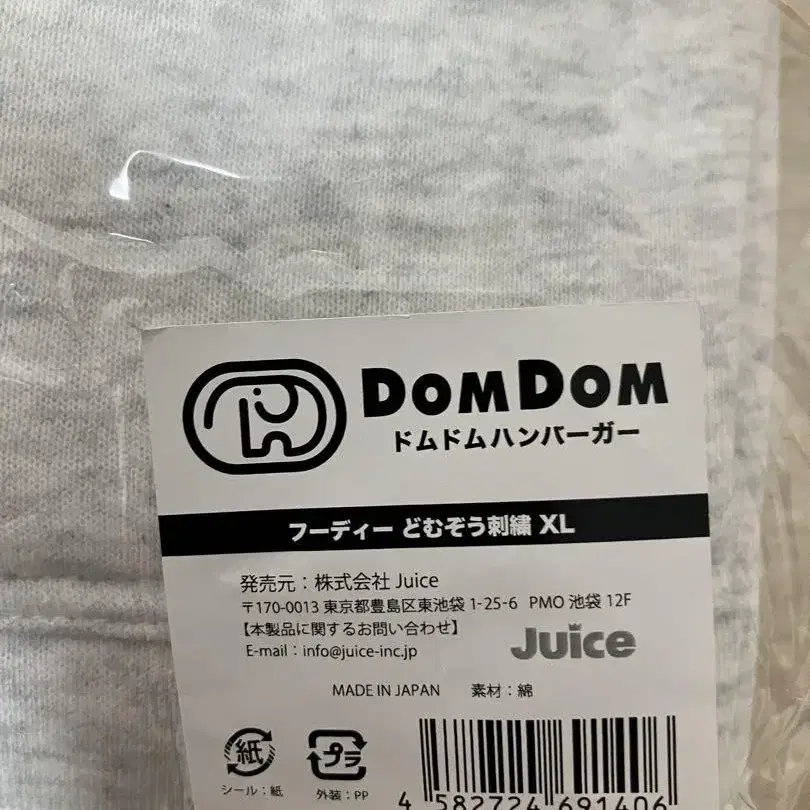 DOMDOM
ドムドムハンバーガー
フーディー どむぞう刺繍 XL
発売元：株式会社 Juice
〒170-0013 東京都豊島区東池袋 1-25-6 PMO 池袋 12F
【本製品に関するお問い合わせ】
E-mail：info@juice-inc.jp
Juice
MADE IN JAPAN 素材：綿
紙
プラ
シール：紙 外装：PP
4 582724 691406